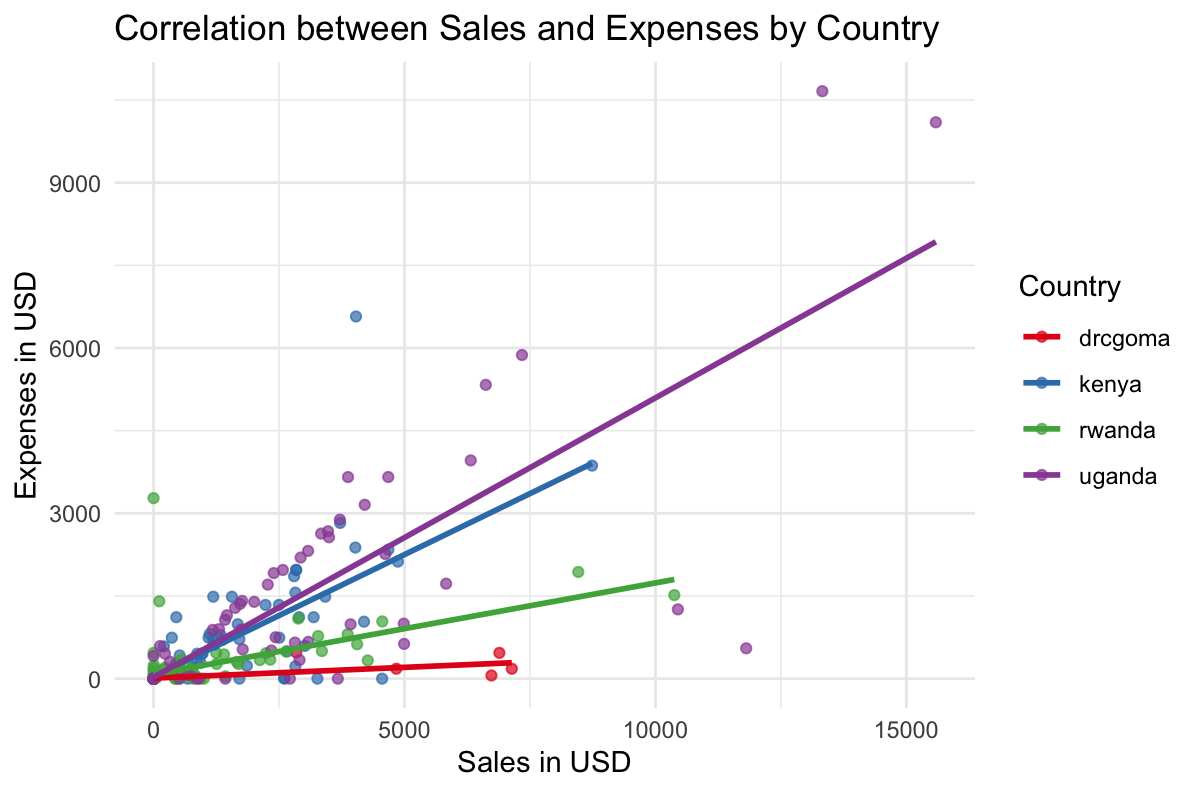 Correlation between Sales and Expenses by Country
Expenses in USD
9000
6000
3000
0
0 5000 10000 15000
Sales in USD
Country
drcgoma
kenya
rwanda
uganda